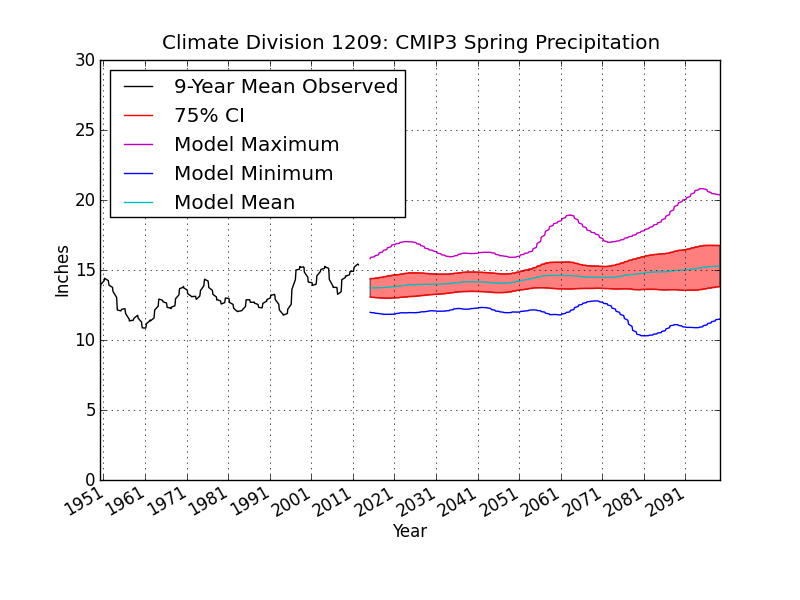 Climate Division 1209: CMIP3 Spring Precipitation
30
25
20
15
10
5
0
Inches
9-Year Mean Observed
75% CI
Model Maximum
Model Minimum
Model Mean
1951
1961
1971
1981
1991
2001
2011
2021
2031
2041
2051
2061
2071
2081
2091
Year